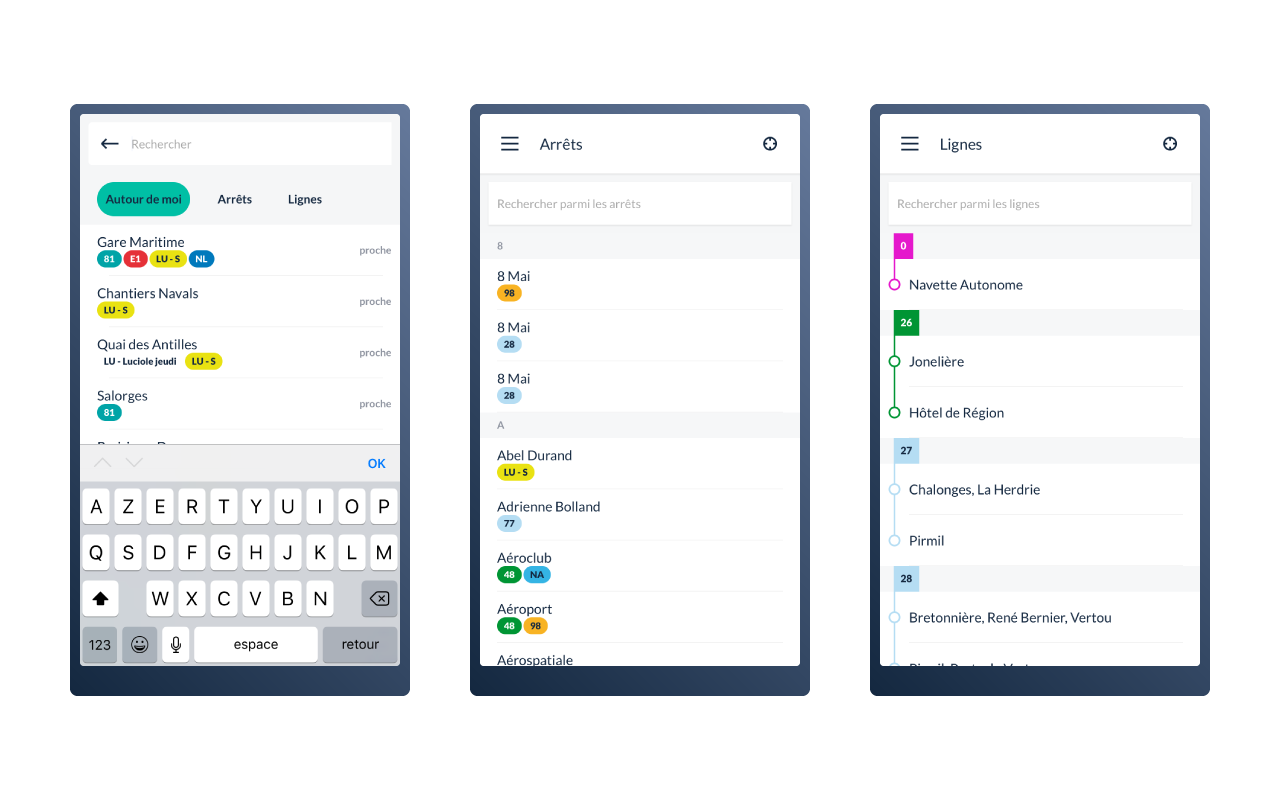 Rechercher
Autour de moi Arrêts Lignes
Gare Maritime
proche
81 E1 LU - S NL
Chantiers Navals
proche
LU - S
Quai des Antilles
proche
LU - Luciole jeudi LU - S
Salorges
proche
81
OK
A Z E R T Y U I O P
Q S D F G H J K L M
W X C V B N
123 espace retour
Arrêts
Rechercher parmi les arrêts
8
8 Mai
98
8 Mai
28
8 Mai
28
A
Abel Durand
LU - S
Adrienne Bolland
77
Aéroclub
48 NA
Aéroport
48 98
Aérospatiale
Lignes
Rechercher parmi les lignes
0
Navette Autonome
26
Jonelière
Hôtel de Région
27
Chalonges, La Herdrie
Pirmil
28
Bretonnière, René Bernier, Vertou